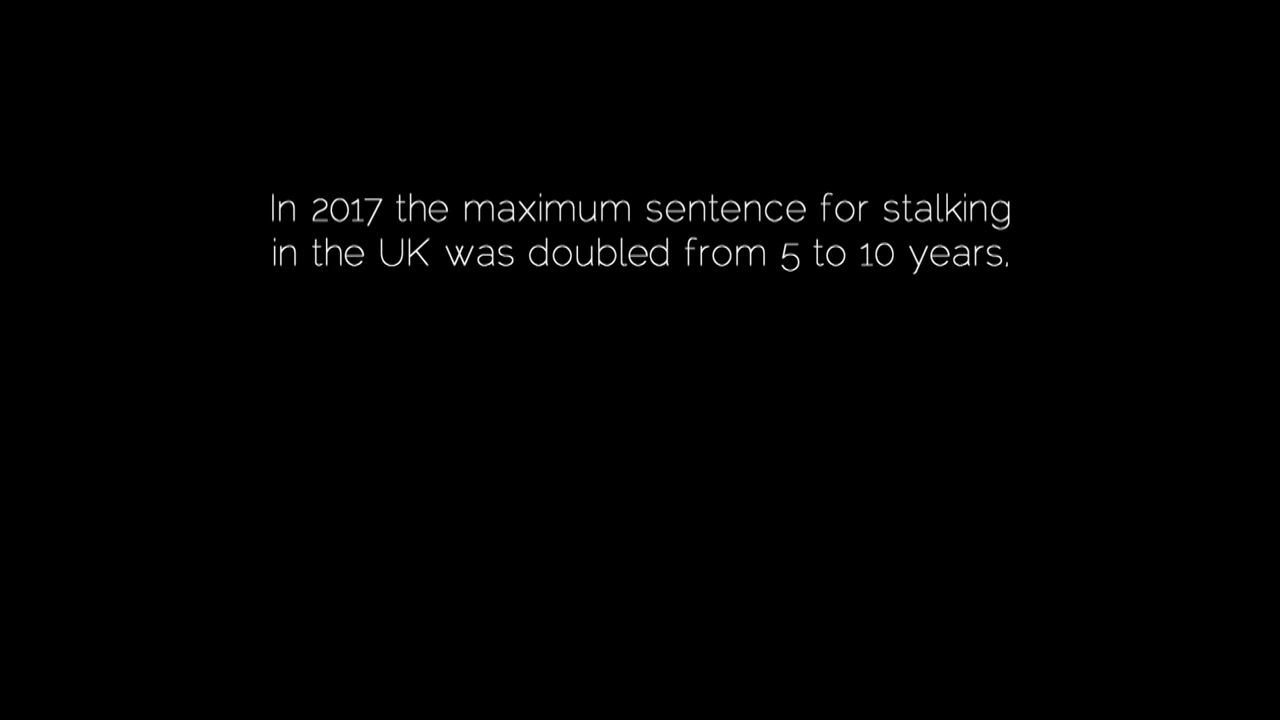 In 2017 the maximum sentence for stalking
in the UK was doubled from 5 to 10 years.